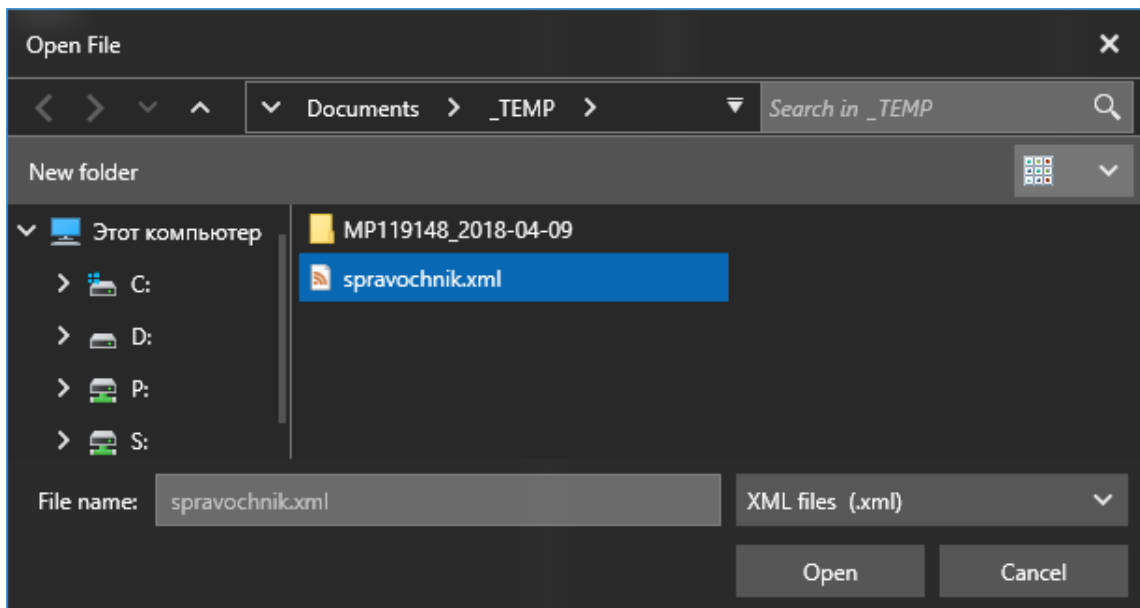 Open File
Documents _TEMP Search in _TEMP
New folder
Этот компьютер
MP119148_2018-04-09
C:
spravochnik.xml
D:
P:
S:
File name: spravochnik.xml XML files (.xml)
Open Cancel